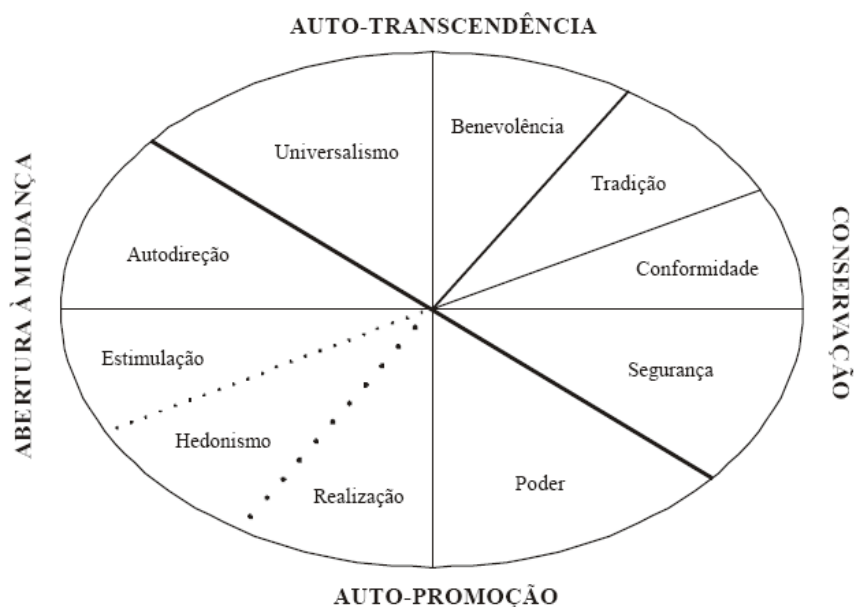 AUTO-TRANSCENDÊNCIA
Benevolência
Universalismo
Tradição
Autodireção
Conformidade
ABERTURA À MUDANÇA
CONSERVAÇÃO
Estimulação
Segurança
Hedonismo
Realização
Poder
AUTO-PROMOÇÃO